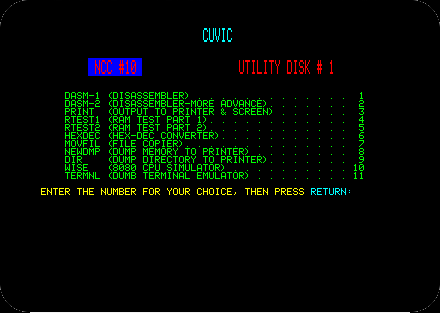 CUVIC
NCC #10 UTILITY DISK # 1
DASM-1 (DISASSEMBLER) . . . . . . . . . . . . . . 1
DASM-2 (DISASSEMBLER-MORE ADVANCE) . . . . . . . 2
PRINT (OUTPUT TO PRINTER & SCREEN) . . . . . . . 3
RTEST1 (RAM TEST PART 1) . . . . . . . . . . . . 4
RTEST2 (RAM TEST PART 2) . . . . . . . . . . . . 5
HEXDEC (HEX-DEC CONVERTER) . . . . . . . . . . . 6
MOVFIL (FILE COPIER) . . . . . . . . . . . . . . 7
NEWDMP (DUMP MEMORY TO PRINTER) . . . . . . . . . 8
DIR (DUMP DIRECTORY TO PRINTER) . . . . . . . . 9
WISE (8080 CPU SIMULATOR) . . . . . . . . . . . 10
TERMNL (DUMB TERMINAL EMULATOR) . . . . . . . . . 11
ENTER THE NUMBER FOR YOUR CHOICE, THEN PRESS RETURN: